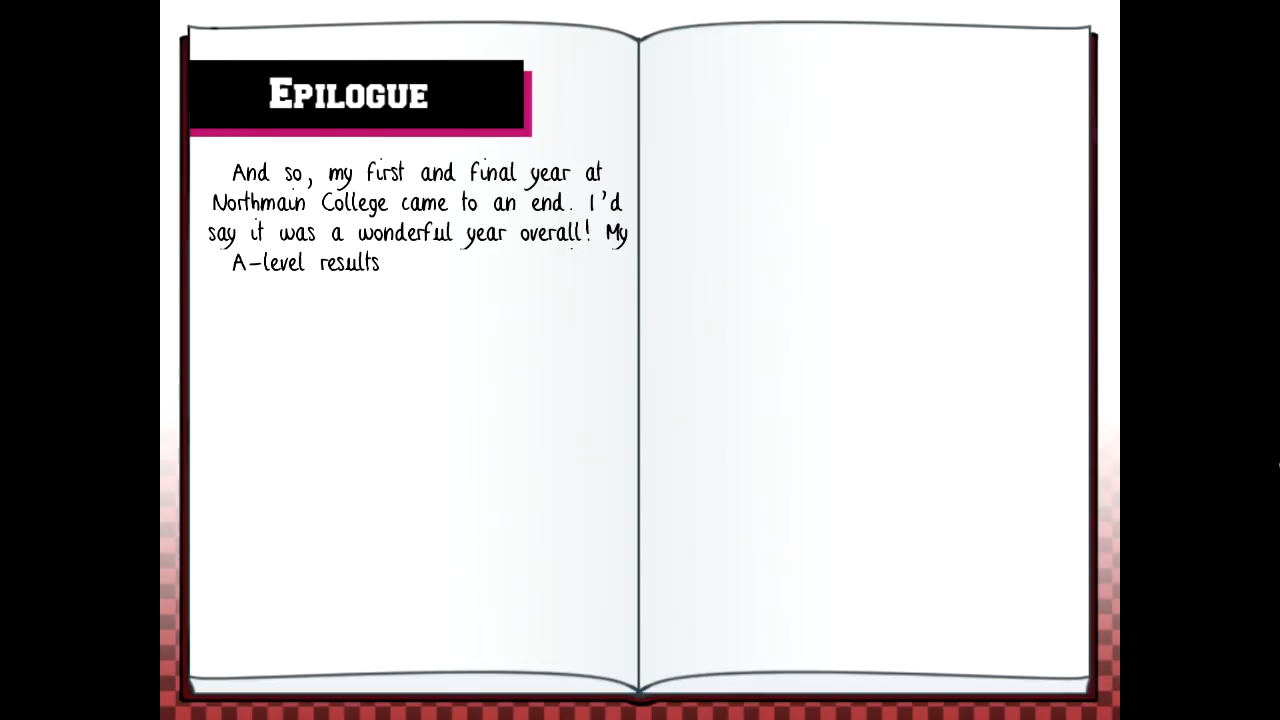 Epilogue
And so, my first and final year at
Northmain College came to an end. I'd
say it was a wonderful year overall! My
A-level results